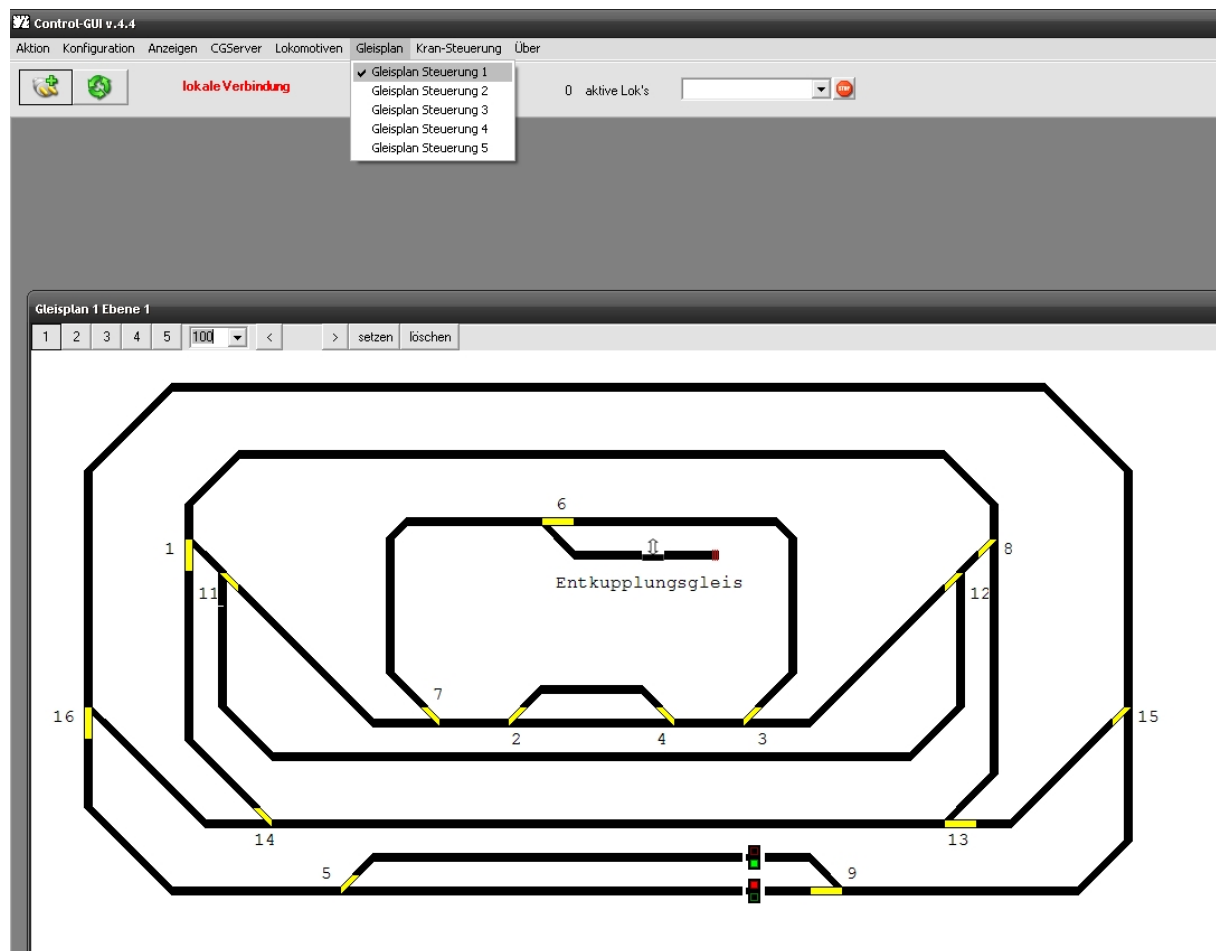 Control-GUI v.4.4
Aktion Konfiguration Anzeigen CGServer Lokomotiven Gleisplan Kran-Steuerung Über
lokale Verbindung
0 aktive Lok's
STOP
Gleisplan Steuerung 1
Gleisplan Steuerung 2
Gleisplan Steuerung 3
Gleisplan Steuerung 4
Gleisplan Steuerung 5
Gleisplan 1 Ebene 1
1 2 3 4 5 100 < > setzen löschen
6
1
8
Entkupplungsgleis
11
12
7
16
15
2
4
3
14
13
5
9